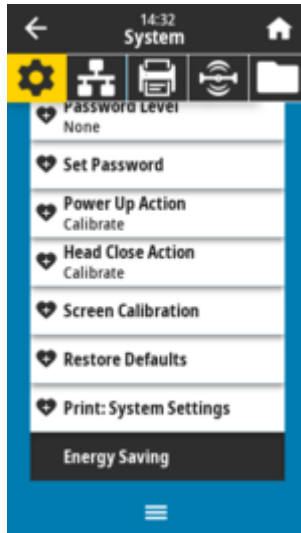 14:32
System
Password Level
None
Set Password
Power Up Action
Calibrate
Head Close Action
Calibrate
Screen Calibration
Restore Defaults
Print: System Settings
Energy Saving